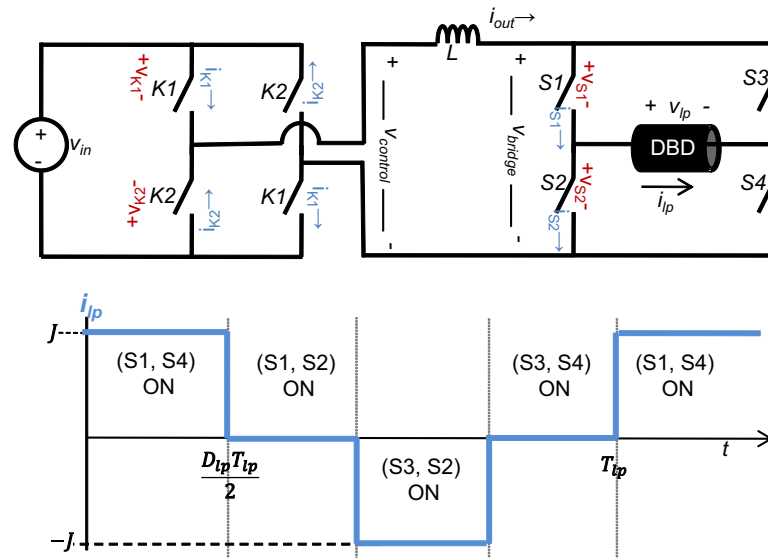 i_out→
L
+v_K1-
i_k1→
K1
K2
i_K2→
+
v_in
-
+
v_control
-
+
v_bridge
-
S1
+v_S1-
i_S1→
S3
+ v_lp -
DBD
i_lp
+v_K2-
K2
i_K2→
K1
i_k1→
S2
+v_S2-
i_S2→
S4
i_lp
J
(S1, S4)
ON
(S1, S2)
ON
(S3, S4)
ON
(S1, S4)
ON
t
D_lp T_lp
2
(S3, S2)
ON
T_lp
-J